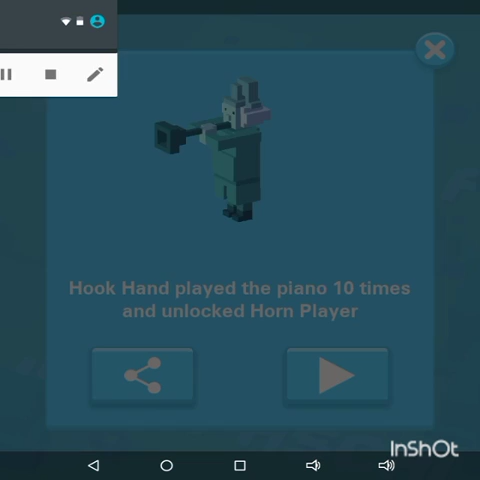 Hook Hand played the piano 10 times
and unlocked Horn Player
InShOt